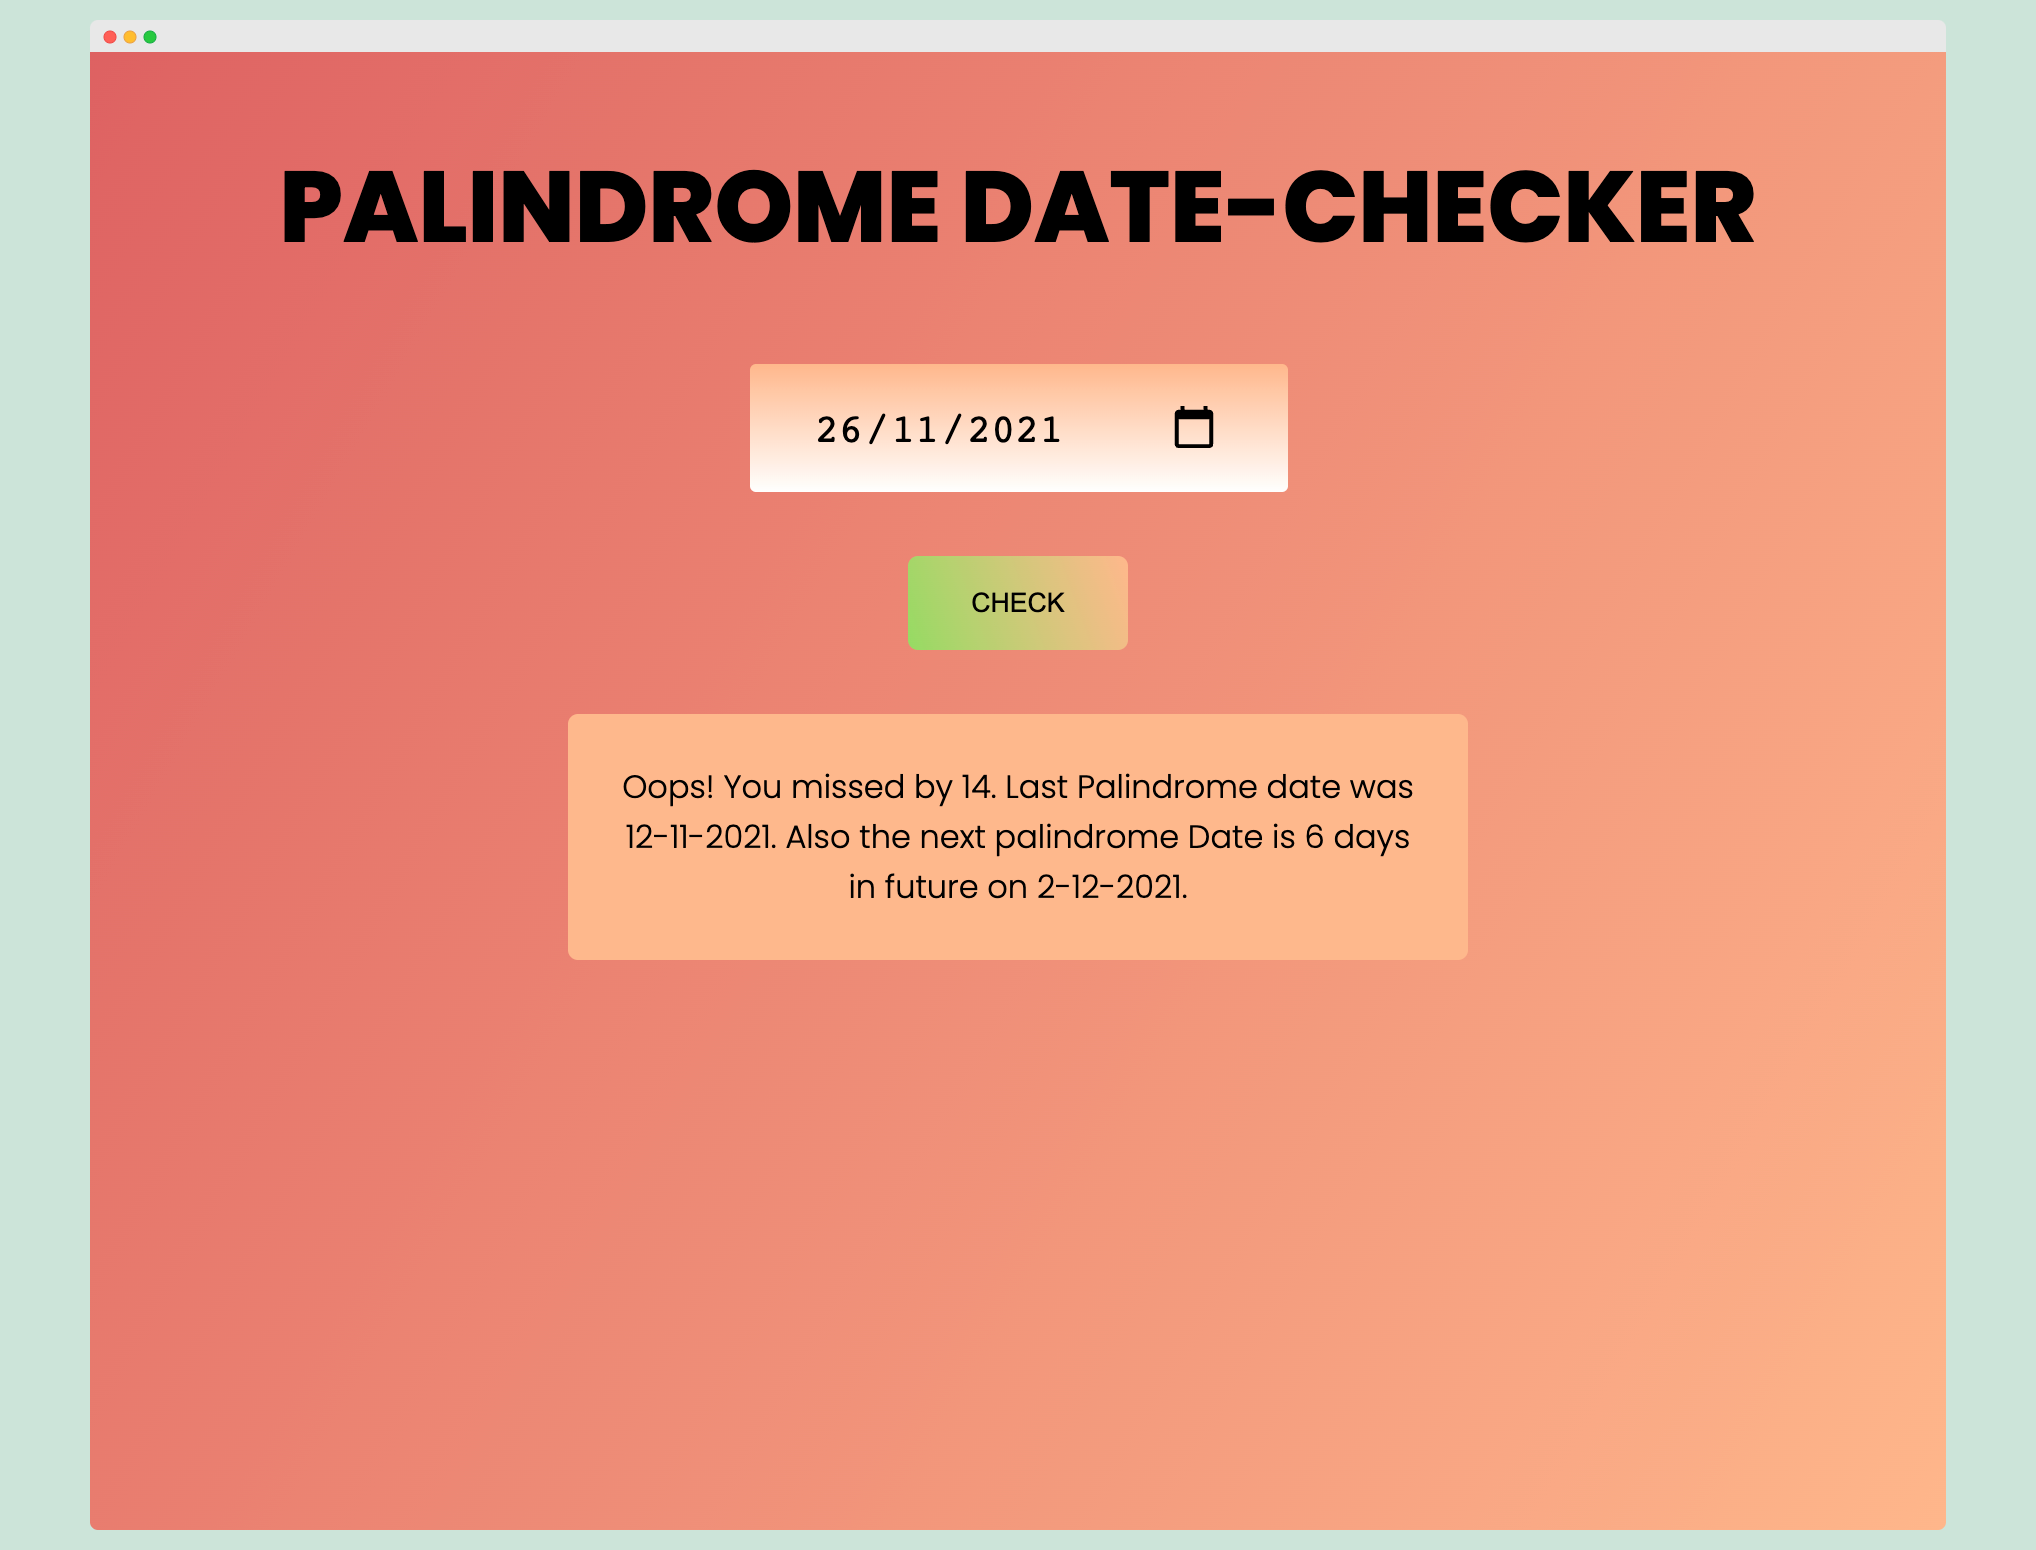 PALINDROME DATE-CHECKER
26/11/2021
CHECK
Oops! You missed by 14. Last Palindrome date was
12-11-2021. Also the next palindrome Date is 6 days
in future on 2-12-2021.